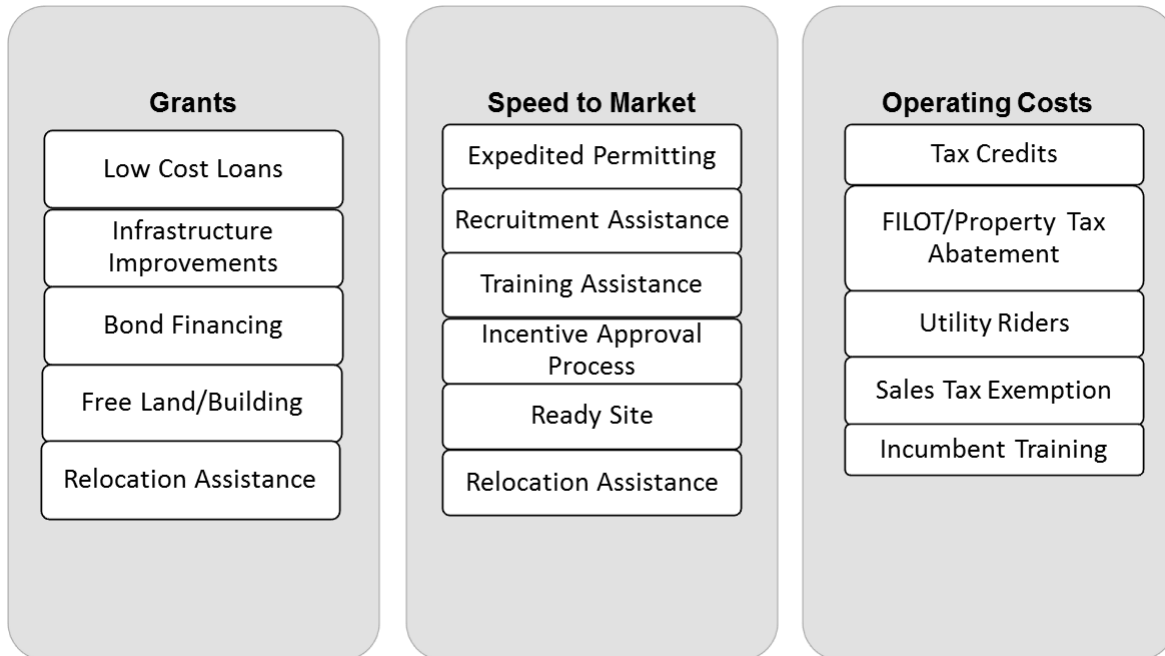 Grants
Low Cost Loans
Infrastructure
Improvements
Bond Financing
Free Land/Building
Relocation Assistance
Speed to Market
Expedited Permitting
Recruitment Assistance
Training Assistance
Incentive Approval
Process
Ready Site
Relocation Assistance
Operating Costs
Tax Credits
FILOT/Property Tax
Abatement
Utility Riders
Sales Tax Exemption
Incumbent Training